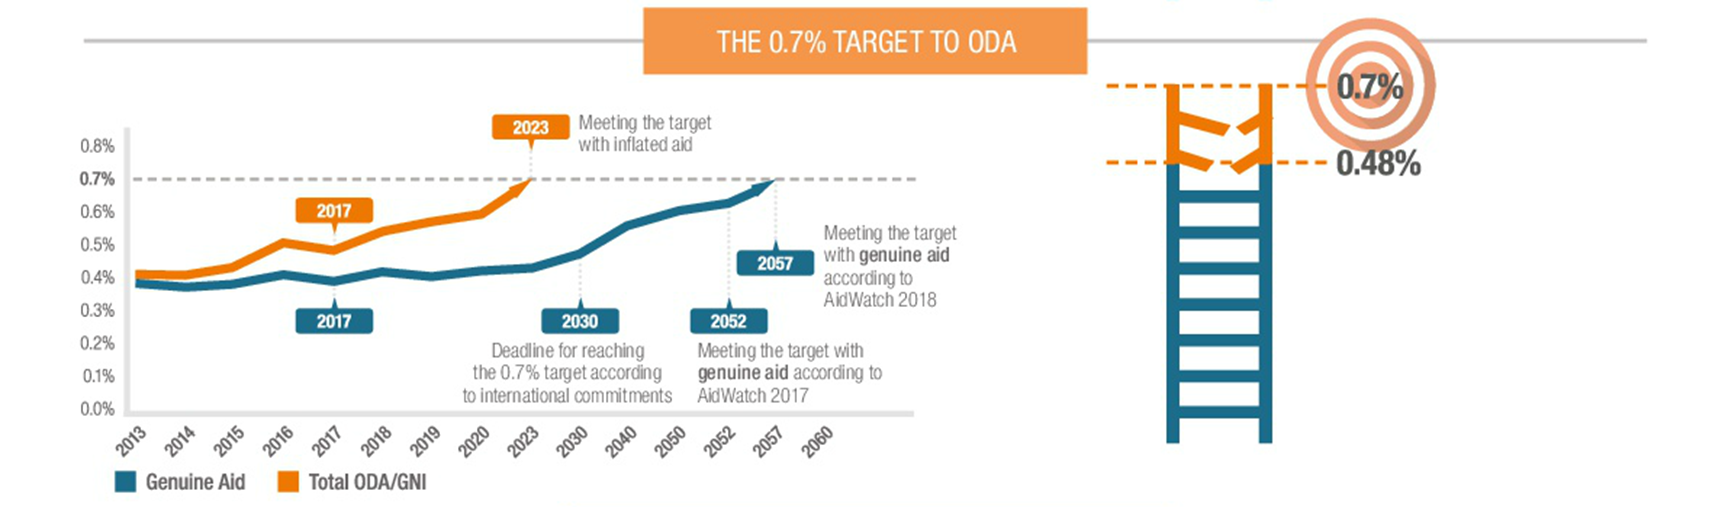 THE 0.7% TARGET TO ODA
0.8%
0.7%
0.6%
0.5%
0.4%
0.3%
0.2%
0.1%
0.0%
2023
Meeting the target
with inflated aid
2017
2017
2030
Deadline for reaching
the 0.7% target according
to international commitments
2052
Meeting the target with
genuine aid according to
AidWatch 2017
2057
Meeting the target
with genuine aid
according to
AidWatch 2018
2013
2014
2015
2016
2017
2018
2019
2020
2023
2030
2040
2050
2052
2057
2060
Genuine Aid
Total ODA/GNI
0.7%
0.48%